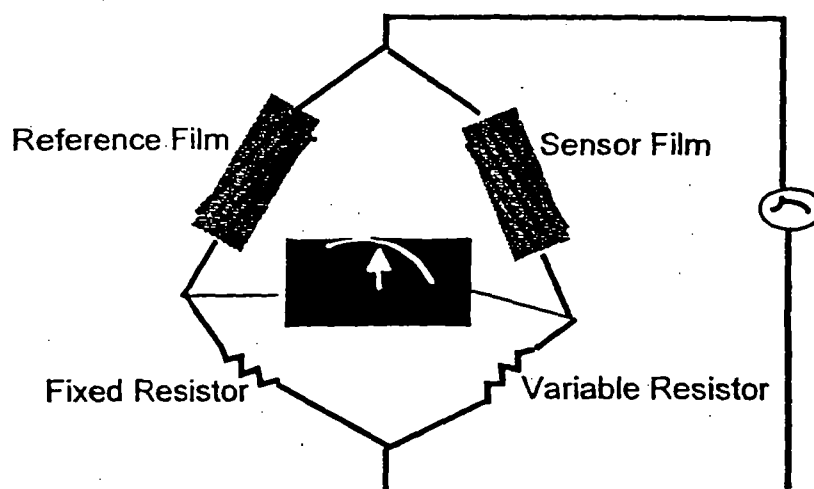 Reference Film
Sensor Film
Fixed Resistor
Variable Resistor